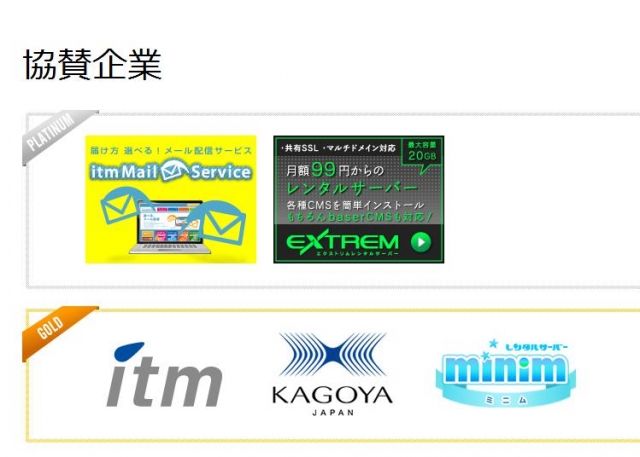 協賛企業
PLATINUM
届け方 選べる！メール配信サービス
itm Mail Service
・共有SSL ・マルチドメイン対応
最大容量
20GB
月額99円からの
レンタルサーバー
各種CMSを簡単インストール
もちろんbaserCMSも対応！
EXTREM
エクストリムレンタルサーバー
GOLD
itm
KAGOYA
JAPAN
レンタルサーバー
minim
ミニム